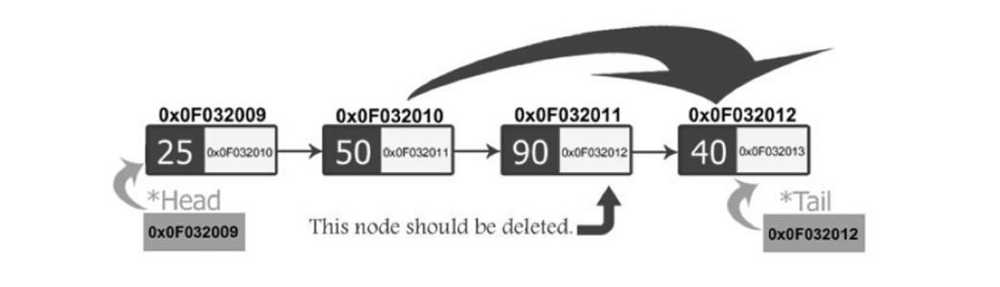 0x0F032009 0x0F032010 0x0F032011 0x0F032012
25 0x0F032010 50 0x0F032011 90 0x0F032012 40 0x0F032013
*Head *Tail
0x0F032009 This node should be deleted. 0x0F032012